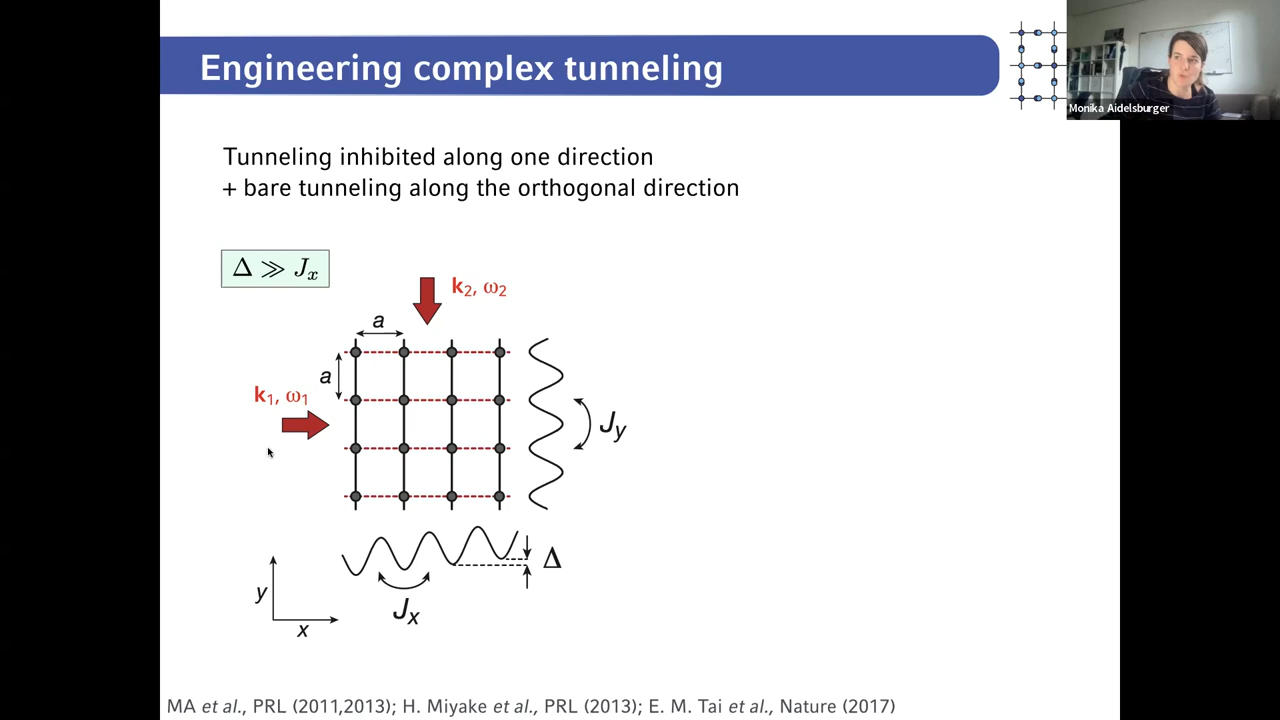 Engineering complex tunneling
Monika Aidelsburger
Tunneling inhibited along one direction
+ bare tunneling along the orthogonal direction
Δ ≫ Jₓ
k₂, ω₂
a
a
k₁, ω₁
Jy
Δ
Jₓ
y
x
MA et al., PRL (2011,2013); H. Miyake et al., PRL (2013); E. M. Tai et al., Nature (2017)